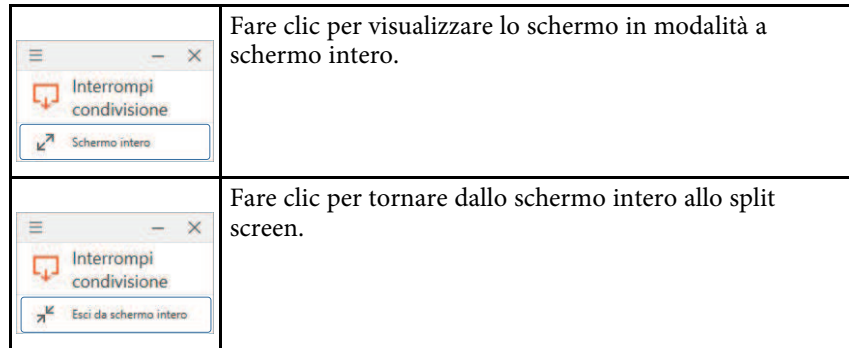 Interrompi
condivisione
Schermo intero
Fare clic per visualizzare lo schermo in modalità a
schermo intero.
Interrompi
condivisione
Esci da schermo intero
Fare clic per tornare dallo schermo intero allo split
screen.